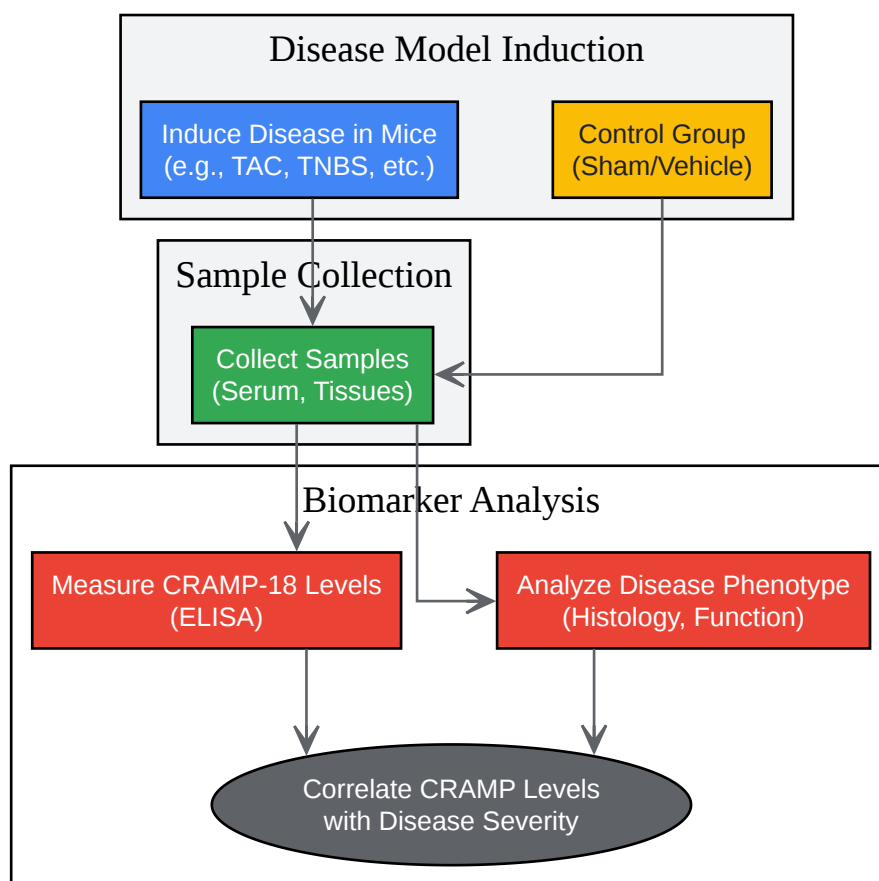 Disease Model Induction
Induce Disease in Mice
(e.g., TAC, TNBS, etc.)
Control Group
(Sham/Vehicle)
Sample Collection
Collect Samples
(Serum, Tissues)
Biomarker Analysis
Measure CRAMP-18 Levels
(ELISA)
Analyze Disease Phenotype
(Histology, Function)
Correlate CRAMP Levels
with Disease Severity